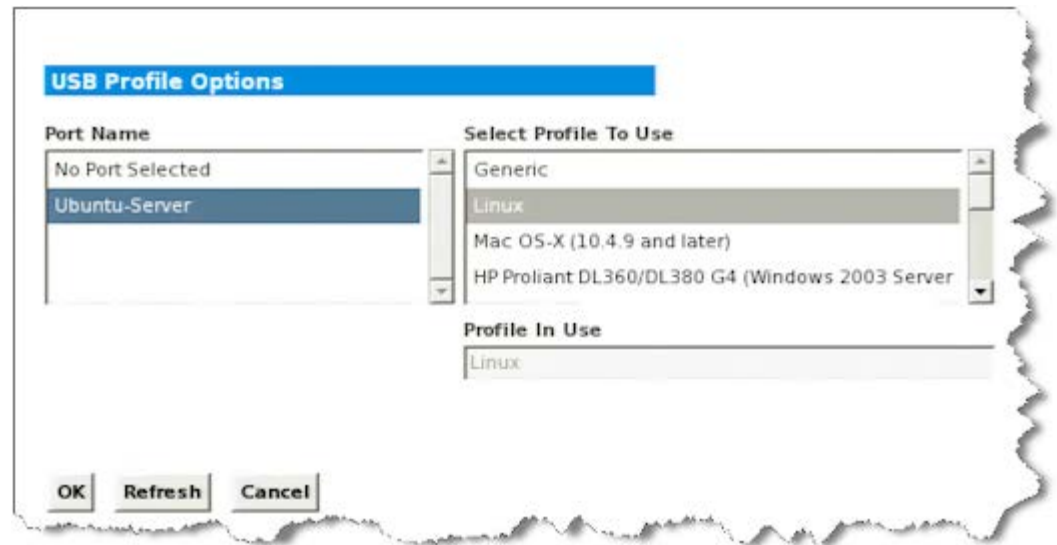 USB Profile Options
Port Name
No Port Selected
Ubuntu-Server
Select Profile To Use
Generic
Linux
Mac OS-X (10.4.9 and later)
HP Proliant DL360/DL380 G4 (Windows 2003 Server
Profile In Use
Linux
OK Refresh Cancel